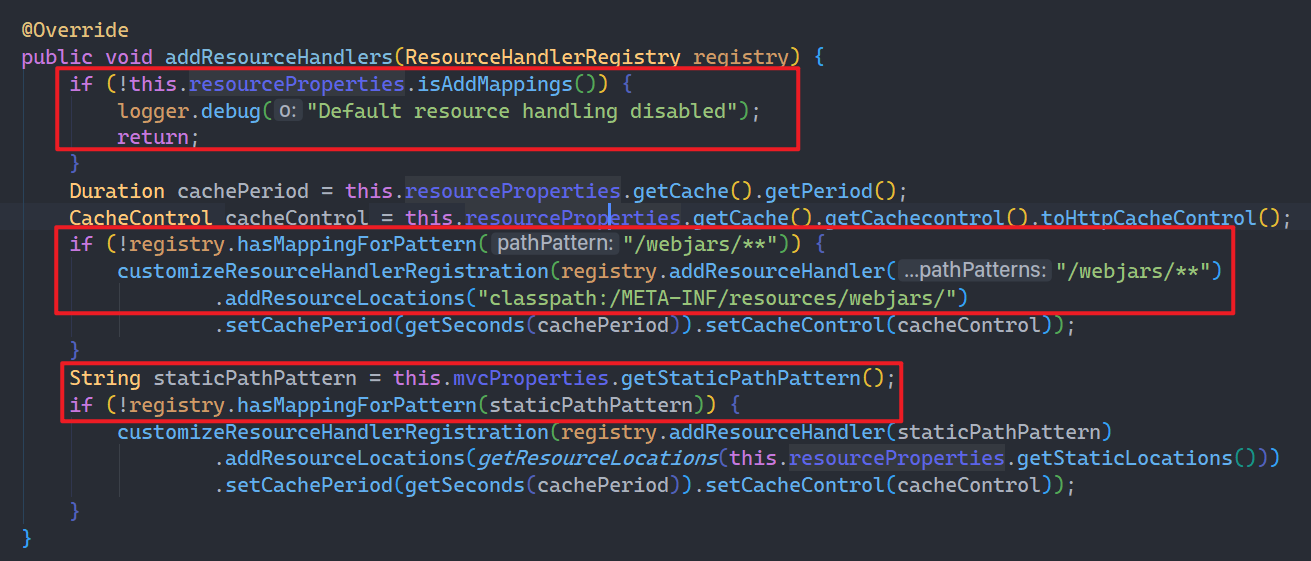 @Override
public void addResourceHandlers(ResourceHandlerRegistry registry) {
if (!this.resourceProperties.isAddMappings()) {
logger.debug( o: "Default resource handling disabled");
return;
}
Duration cachePeriod = this.resourceProperties.getCache().getPeriod();
CacheControl cacheControl = this.resourceProperties.getCache().getCachecontrol().toHttpCacheControl();
if (!registry.hasMappingForPattern( pathPattern: "/webjars/**")) {
customizeResourceHandlerRegistration(registry.addResourceHandler( ...pathPatterns: "/webjars/**")
.addResourceLocations("classpath:/META-INF/resources/webjars/")
.setCachePeriod(getSeconds(cachePeriod)).setCacheControl(cacheControl));
}
String staticPathPattern = this.mvcProperties.getStaticPathPattern();
if (!registry.hasMappingForPattern(staticPathPattern)) {
customizeResourceHandlerRegistration(registry.addResourceHandler(staticPathPattern)
.addResourceLocations(getResourceLocations(this.resourceProperties.getStaticLocations()))
.setCachePeriod(getSeconds(cachePeriod)).setCacheControl(cacheControl));
}
}